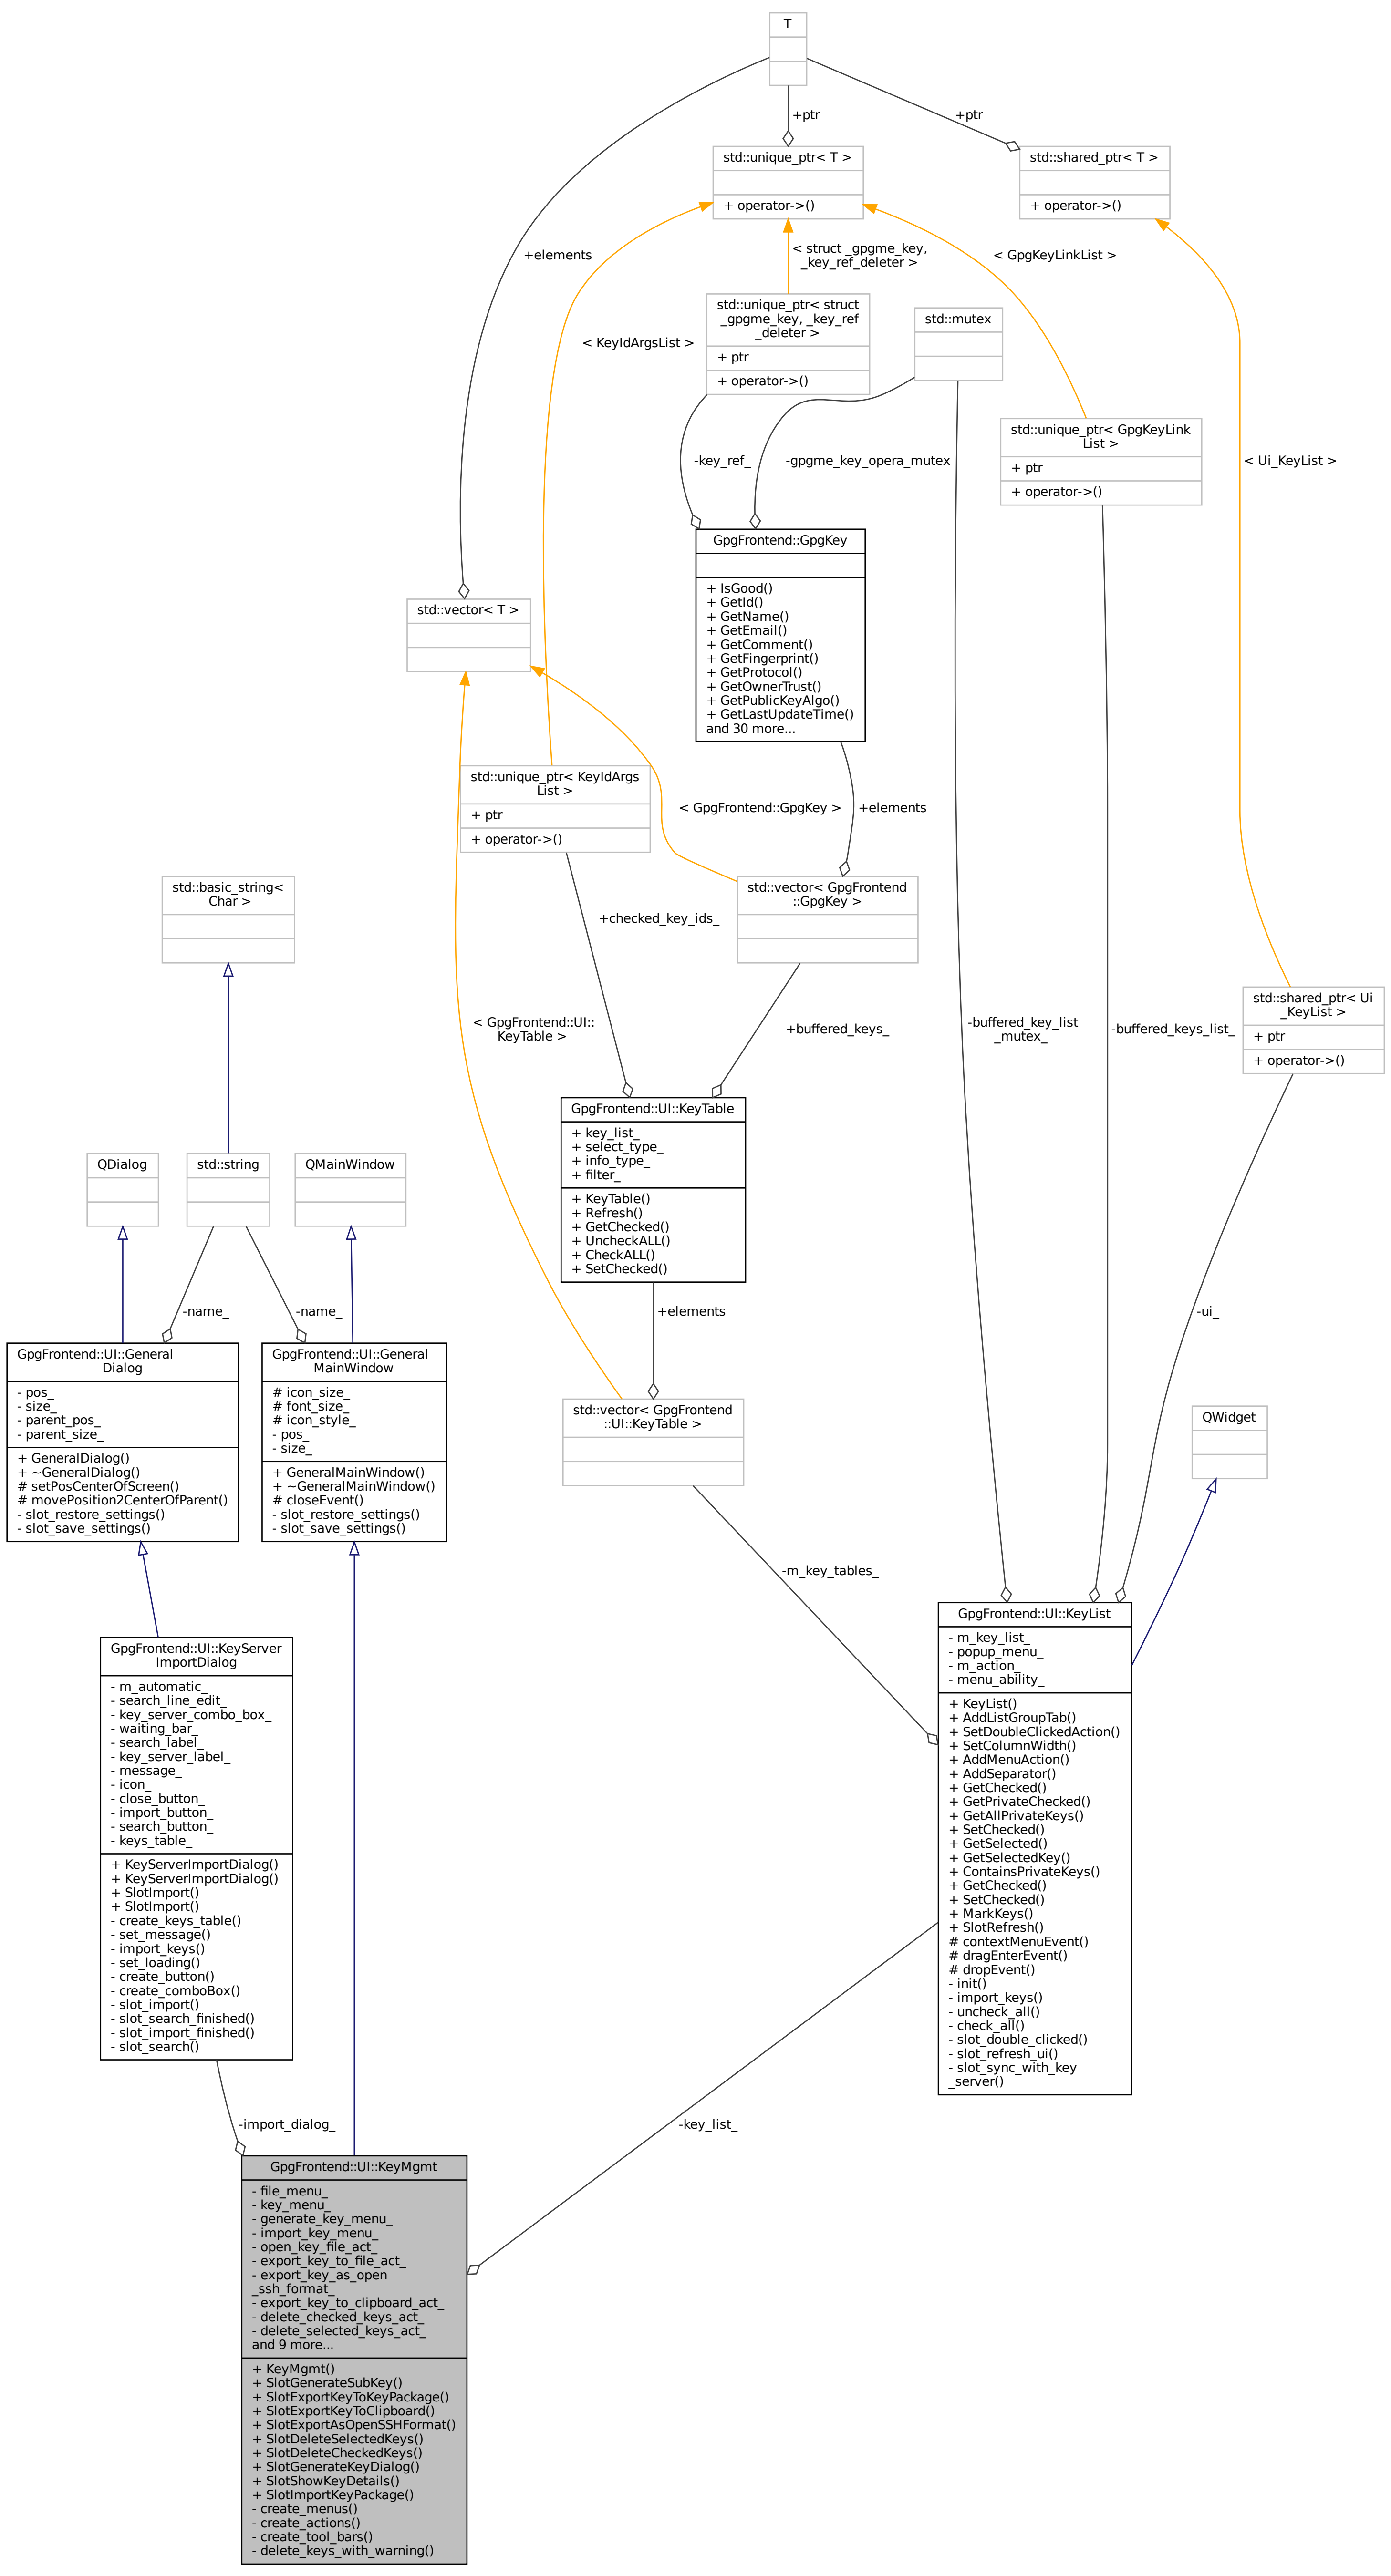 T
+ptr
+ptr
std::unique_ptr< T >
+ operator->()
std::shared_ptr< T >
+ operator->()
+elements
< struct _gpgme_key,
_key_ref_deleter >
< GpgKeyLinkList >
std::unique_ptr< struct
_gpgme_key, _key_ref
_deleter >
+ ptr
+ operator->()
std::mutex
< KeyIdArgsList >
std::unique_ptr< GpgKeyLink
List >
+ ptr
+ operator->()
-key_ref_
-gpgme_key_opera_mutex
< Ui_KeyList >
GpgFrontend::GpgKey
+ IsGood()
+ GetId()
+ GetName()
+ GetEmail()
+ GetComment()
+ GetFingerprint()
+ GetProtocol()
+ GetOwnerTrust()
+ GetPublicKeyAlgo()
+ GetLastUpdateTime()
and 30 more...
std::vector< T >
std::unique_ptr< KeyIdArgs
List >
+ ptr
+ operator->()
< GpgFrontend::GpgKey >
+elements
std::basic_string<
Char >
std::vector< GpgFrontend
::GpgKey >
+checked_key_ids_
std::shared_ptr< Ui
_KeyList >
+ ptr
+ operator->()
< GpgFrontend::UI::
KeyTable >
+buffered_keys_
-buffered_key_list
_mutex_
-buffered_keys_list_
GpgFrontend::UI::KeyTable
+ key_list_
+ select_type_
+ info_type_
+ filter_
+ KeyTable()
+ Refresh()
+ GetChecked()
+ UncheckALL()
+ CheckALL()
+ SetChecked()
QDialog
std::string
QMainWindow
-name_
-name_
+elements
-ui_
GpgFrontend::UI::General
Dialog
- pos_
- size_
- parent_pos_
- parent_size_
+ GeneralDialog()
+ ~GeneralDialog()
# setPosCenterOfScreen()
# movePosition2CenterOfParent()
- slot_restore_settings()
- slot_save_settings()
GpgFrontend::UI::General
MainWindow
# icon_size_
# font_size_
# icon_style_
- pos_
- size_
+ GeneralMainWindow()
+ ~GeneralMainWindow()
# closeEvent()
- slot_restore_settings()
- slot_save_settings()
std::vector< GpgFrontend
::UI::KeyTable >
QWidget
-m_key_tables_
GpgFrontend::UI::KeyList
- m_key_list_
- popup_menu_
- m_action_
- menu_ability_
+ KeyList()
+ AddListGroupTab()
+ SetDoubleClickedAction()
+ SetColumnWidth()
+ AddMenuAction()
+ AddSeparator()
+ GetChecked()
+ GetPrivateChecked()
+ GetAllPrivateKeys()
+ SetChecked()
+ GetSelected()
+ GetSelectedKey()
+ ContainsPrivateKeys()
+ GetChecked()
+ SetChecked()
+ MarkKeys()
+ SlotRefresh()
# contextMenuEvent()
# dragEnterEvent()
# dropEvent()
- init()
- import_keys()
- uncheck_all()
- check_all()
- slot_double_clicked()
- slot_refresh_ui()
- slot_sync_with_key
_server()
GpgFrontend::UI::KeyServer
ImportDialog
- m_automatic_
- search_line_edit_
- key_server_combo_box_
- waiting_bar_
- search_label_
- key_server_label_
- message_
- icon_
- close_button_
- import_button_
- search_button_
- keys_table_
+ KeyServerImportDialog()
+ KeyServerImportDialog()
+ SlotImport()
+ SlotImport()
- create_keys_table()
- set_message()
- import_keys()
- set_loading()
- create_button()
- create_comboBox()
- slot_import()
- slot_search_finished()
- slot_import_finished()
- slot_search()
-import_dialog_
-key_list_
GpgFrontend::UI::KeyMgmt
- file_menu_
- key_menu_
- generate_key_menu_
- import_key_menu_
- open_key_file_act_
- export_key_to_file_act_
- export_key_as_open
_ssh_format_
- export_key_to_clipboard_act_
- delete_checked_keys_act_
- delete_selected_keys_act_
and 9 more...
+ KeyMgmt()
+ SlotGenerateSubKey()
+ SlotExportKeyToKeyPackage()
+ SlotExportKeyToClipboard()
+ SlotExportAsOpenSSHFormat()
+ SlotDeleteSelectedKeys()
+ SlotDeleteCheckedKeys()
+ SlotGenerateKeyDialog()
+ SlotShowKeyDetails()
+ SlotImportKeyPackage()
- create_menus()
- create_actions()
- create_tool_bars()
- delete_keys_with_warning()